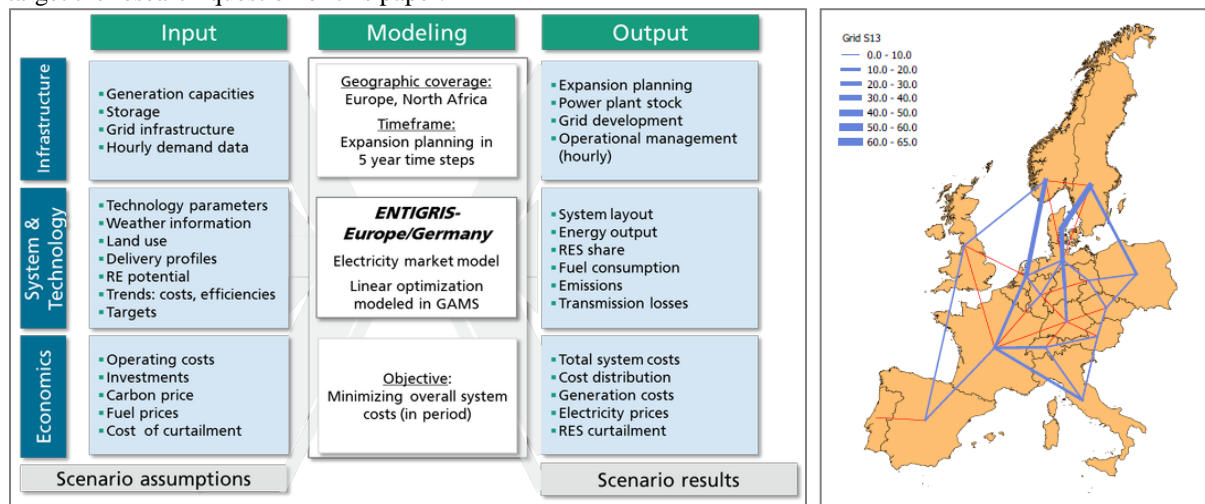 Input
Modeling
Output
Infrastructure
Generation capacities
Storage
Grid infrastructure
Hourly demand data
Geographic coverage:
Europe, North Africa
Timeframe:
Expansion planning in
5 year time steps
Expansion planning
Power plant stock
Grid development
Operational management
(hourly)
System &
Technology
Technology parameters
Weather information
Land use
Delivery profiles
RE potential
Trends: costs, efficiencies
Targets
ENTIGRIS-
Europe/Germany
Electricity market model
Linear optimization
modeled in GAMS
System layout
Energy output
RES share
Fuel consumption
Emissions
Transmission losses
Economics
Operating costs
Investments
Carbon price
Fuel prices
Cost of curtailment
Objective:
Minimizing overall system
costs (in period)
Total system costs
Cost distribution
Generation costs
Electricity prices
RES curtailment
Scenario assumptions
Scenario results
Grid S13
0.0 - 10.0
10.0 - 20.0
20.0 - 30.0
30.0 - 40.0
40.0 - 50.0
50.0 - 60.0
60.0 - 65.0